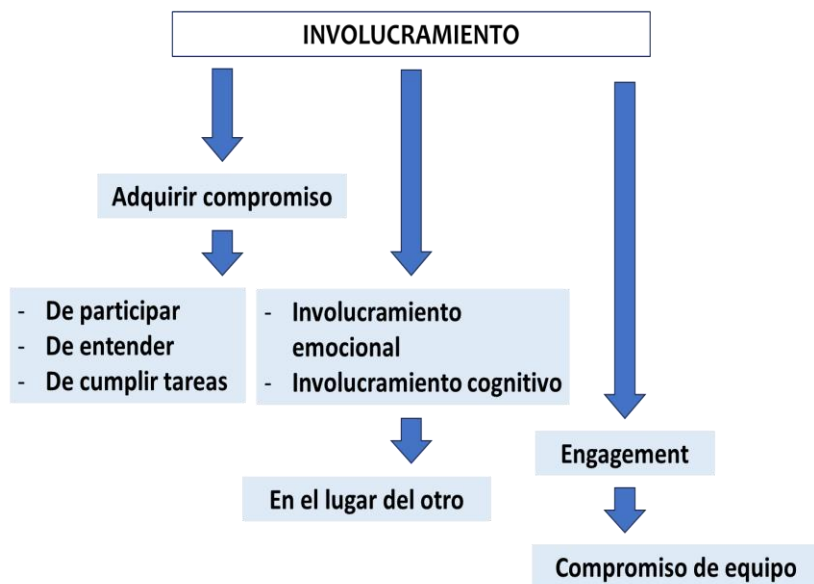 INVOLUCRAMIENTO
Adquirir compromiso
- De participar
- De entender
- De cumplir tareas
- Involucramiento
emocional
- Involucramiento cognitivo
En el lugar del otro
Engagement
Compromiso de equipo